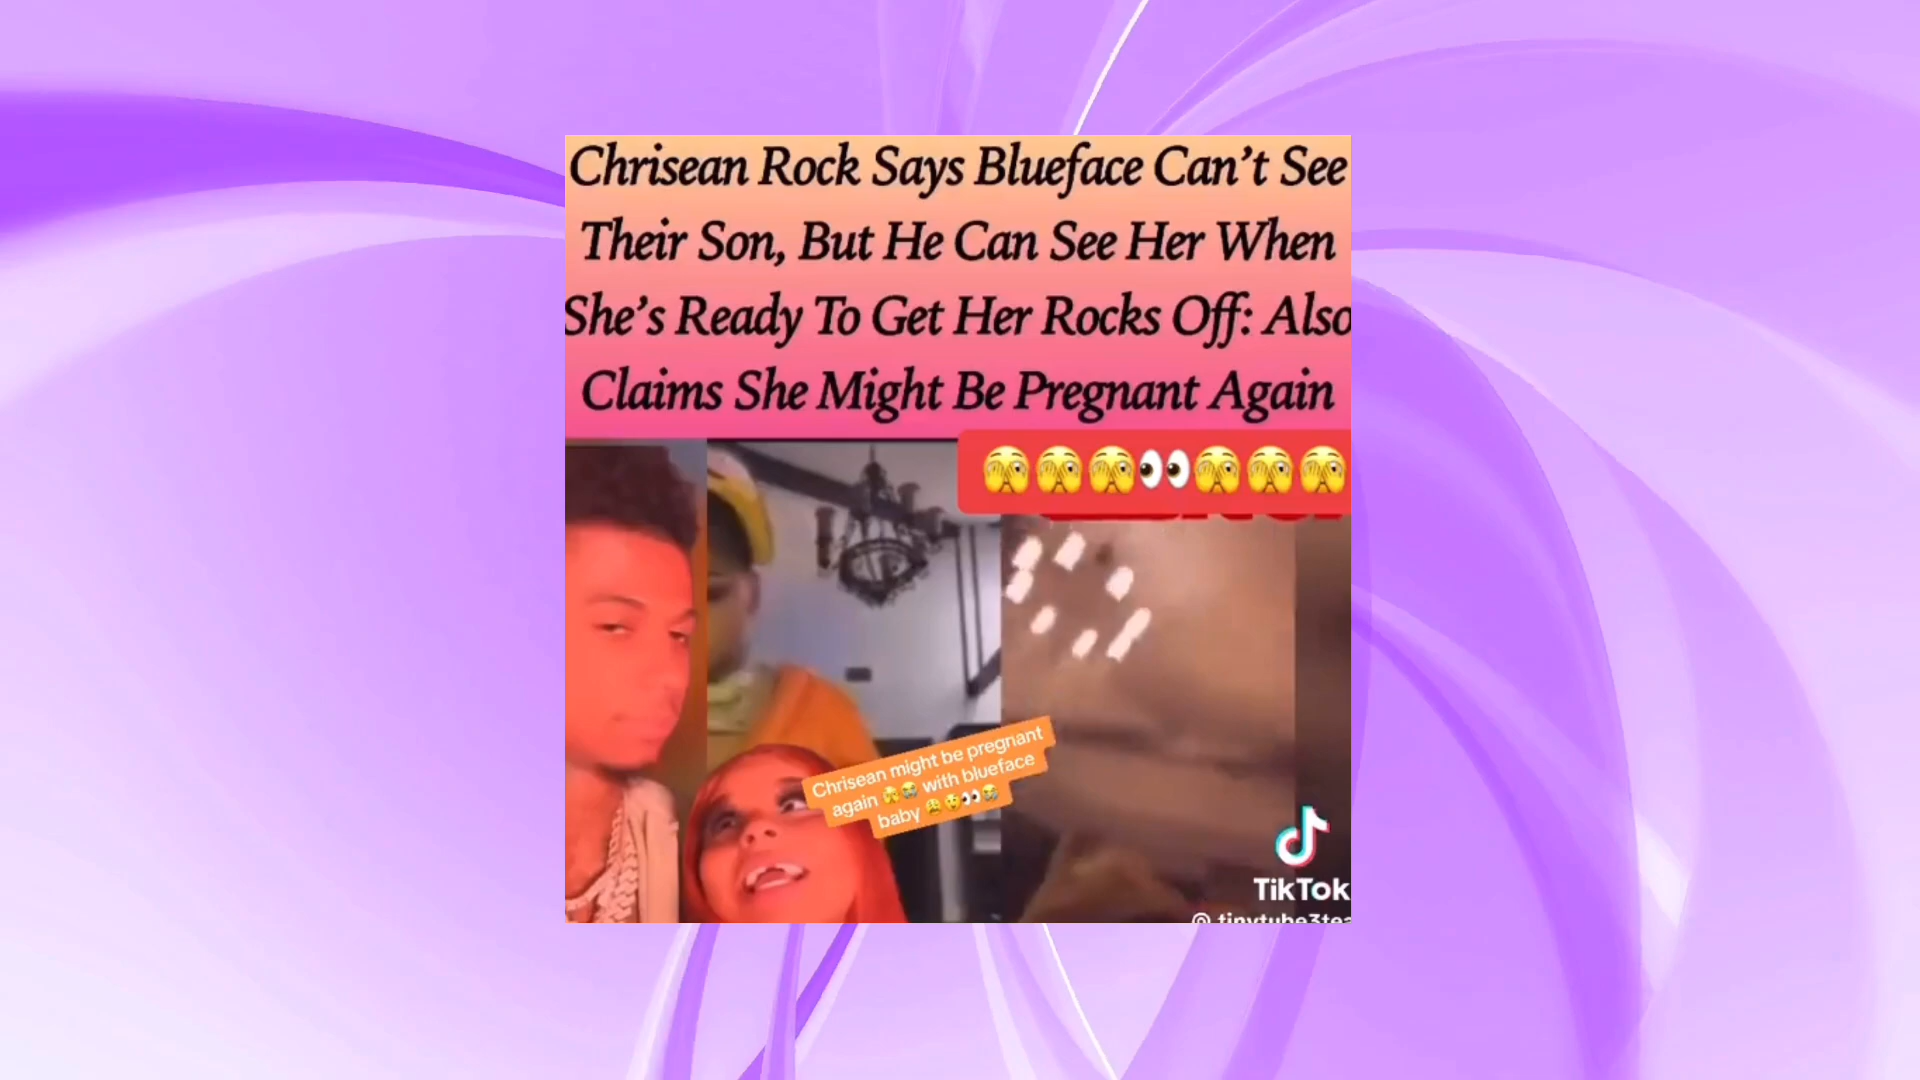 Chrisean Rock Says Blueface Can’t See
Their Son, But He Can See Her When
She’s Ready To Get Her Rocks Off: Also
Claims She Might Be Pregnant Again
🫣🫣🫣👀🫣🫣🫣
Chrisean might be pregnant
again 🫣😭 with blueface
baby 😩😲👀😭
TikTok
@tinytube3tea